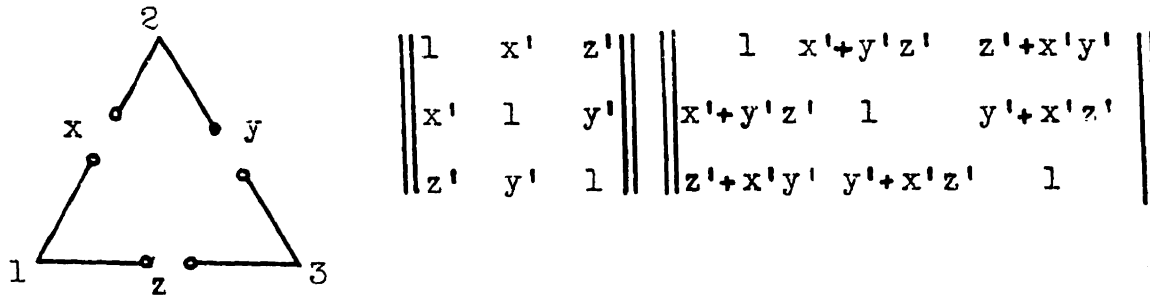 2
x y
1 z 3
1 x' z'
x' 1 y'
z' y' 1
1 x'+y'z' z'+x'y'
x'+y'z' 1 y'+x'z'
z'+x'y' y'+x'z' 1